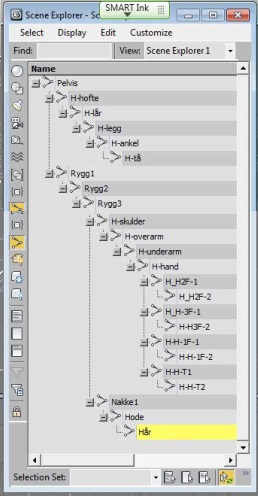 SMART Ink
Scene Explorer - Sc
Select Display Edit Customize
Find: View: Scene Explorer 1
Name
Pelvis
H-hofte
H-lår
H-legg
H-ankel
H-tå
Rygg1
Rygg2
Rygg3
H-skulder
H-overarm
H-underarm
H-hand
H_H2F-1
H_H2F-2
H_H-3F-1
H-H3F-2
H-H-1F-1
H-H-1F-2
H-H-T1
H-H-T2
Nakke1
Hode
Hår
Selection Set: